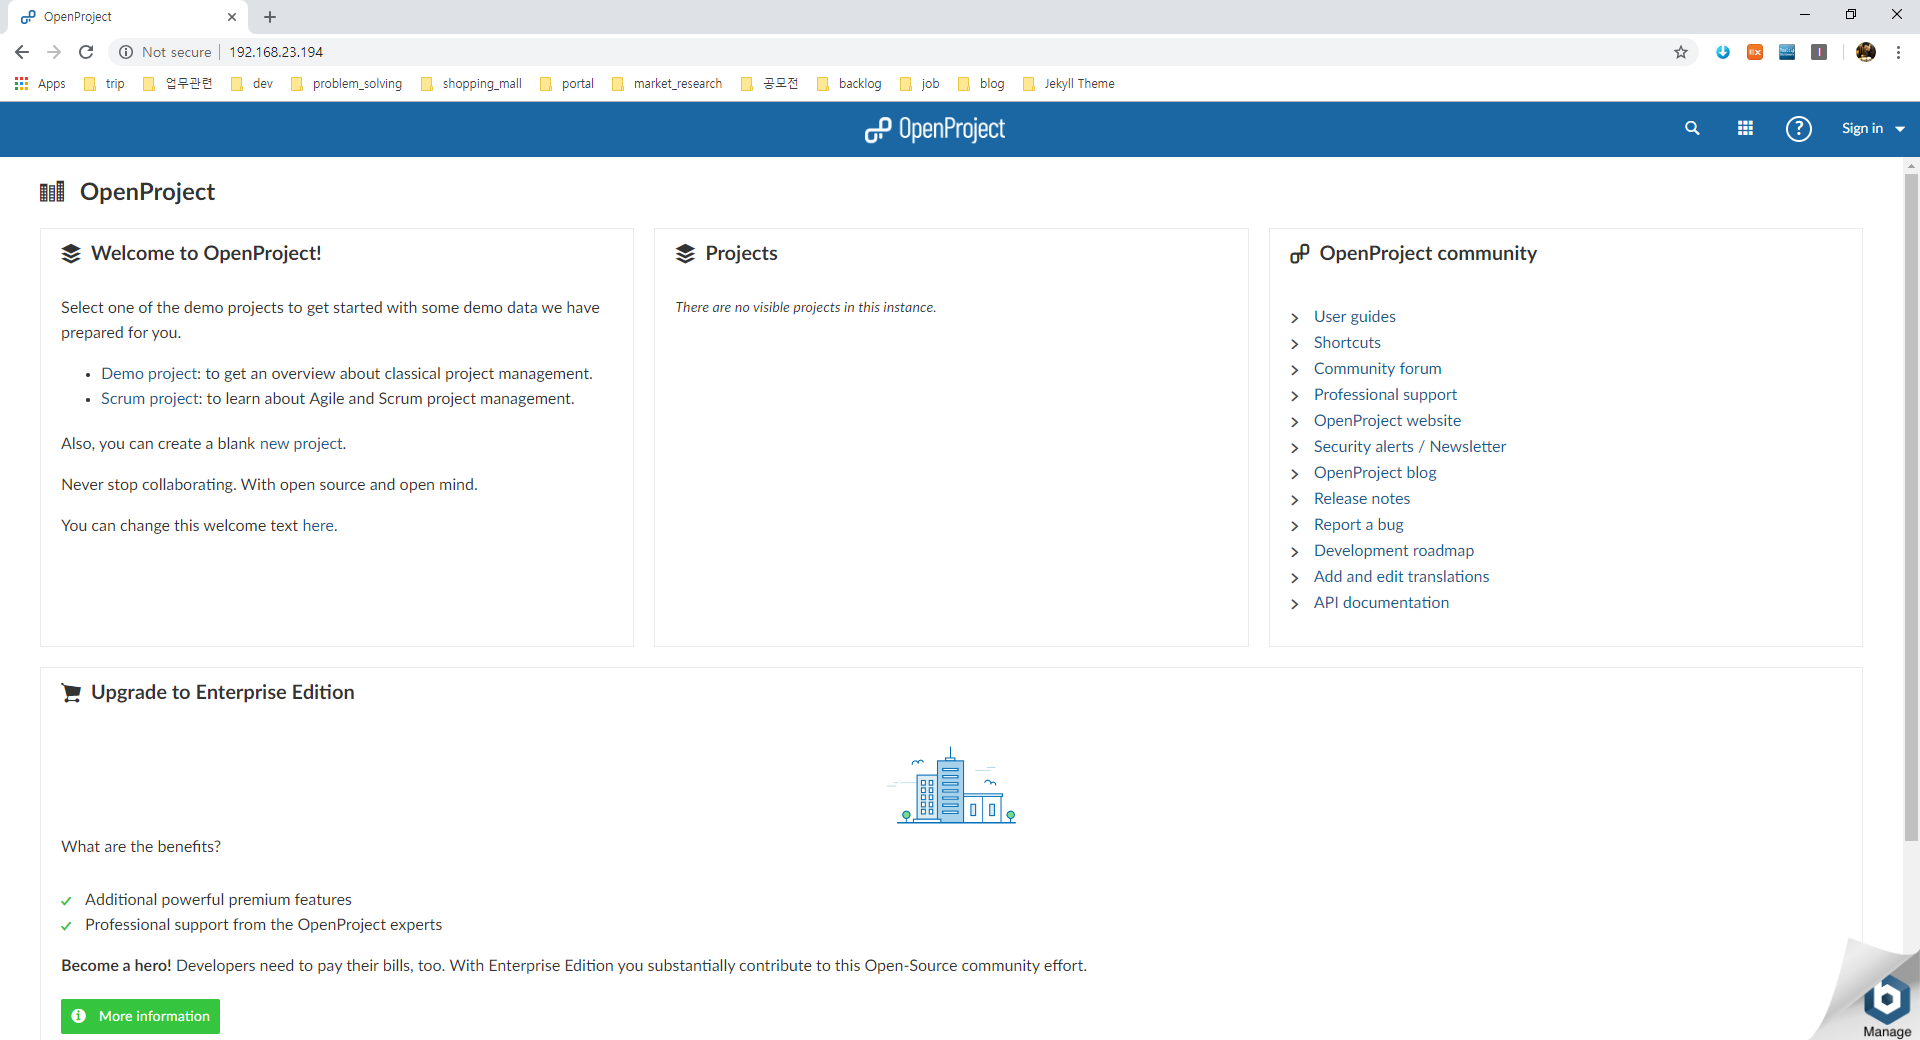 OpenProject
Not secure 192.168.23.194
Apps trip 업무관련 dev problem_solving shopping_mall portal market_research 공모전 backlog job blog Jekyll Theme
OpenProject
Sign in
OpenProject
Welcome to OpenProject!
Select one of the demo projects to get started with some demo data we have
prepared for you.
Demo project: to get an overview about classical project management.
Scrum project: to learn about Agile and Scrum project management.
Also, you can create a blank new project.
Never stop collaborating. With open source and open mind.
You can change this welcome text here.
Projects
There are no visible projects in this instance.
OpenProject community
User guides
Shortcuts
Community forum
Professional support
OpenProject website
Security alerts / Newsletter
OpenProject blog
Release notes
Report a bug
Development roadmap
Add and edit translations
API documentation
Upgrade to Enterprise Edition
What are the benefits?
Additional powerful premium features
Professional support from the OpenProject experts
Become a hero! Developers need to pay their bills, too. With Enterprise Edition you substantially contribute to this Open-Source community effort.
More information
Manage